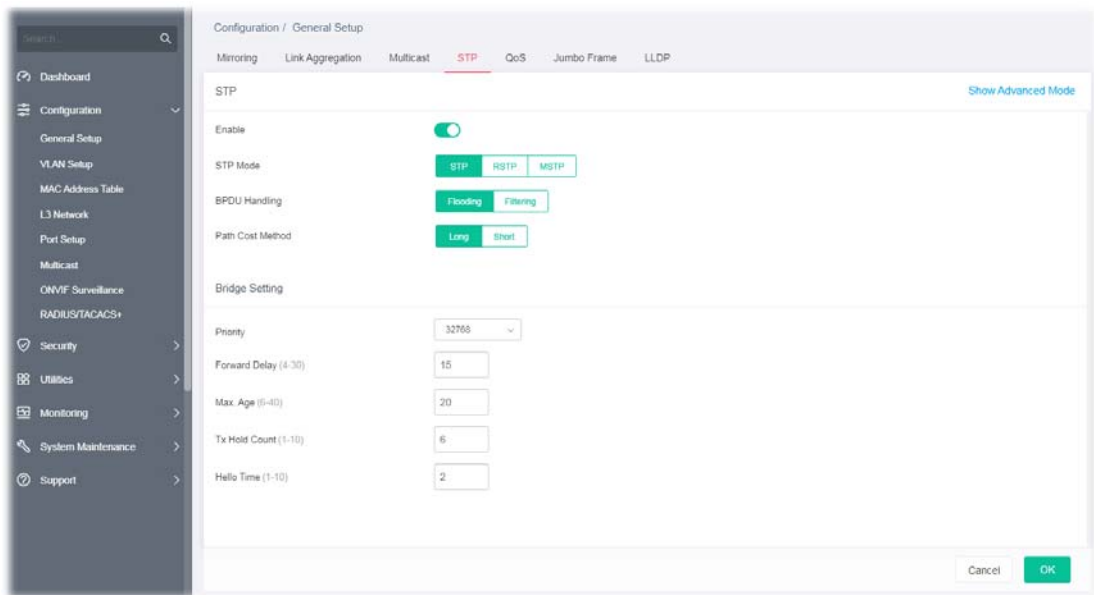 Search...
Dashboard
Configuration
General Setup
VLAN Setup
MAC Address Table
L3 Network
Port Setup
Multicast
ONVIF Surveillance
RADIUS/TACACS+
Security
Utilities
Monitoring
System Maintenance
Support
Configuration / General Setup
Mirroring Link Aggregation Multicast STP QoS Jumbo Frame LLDP
STP Show Advanced Mode
Enable
STP Mode STP RSTP MSTP
BPDU Handling Flooding Filtering
Path Cost Method Long Short
Bridge Setting
Priority 32768
Forward Delay (4-30) 15
Max. Age (6-40) 20
Tx Hold Count (1-10) 6
Hello Time (1-10) 2
Cancel OK